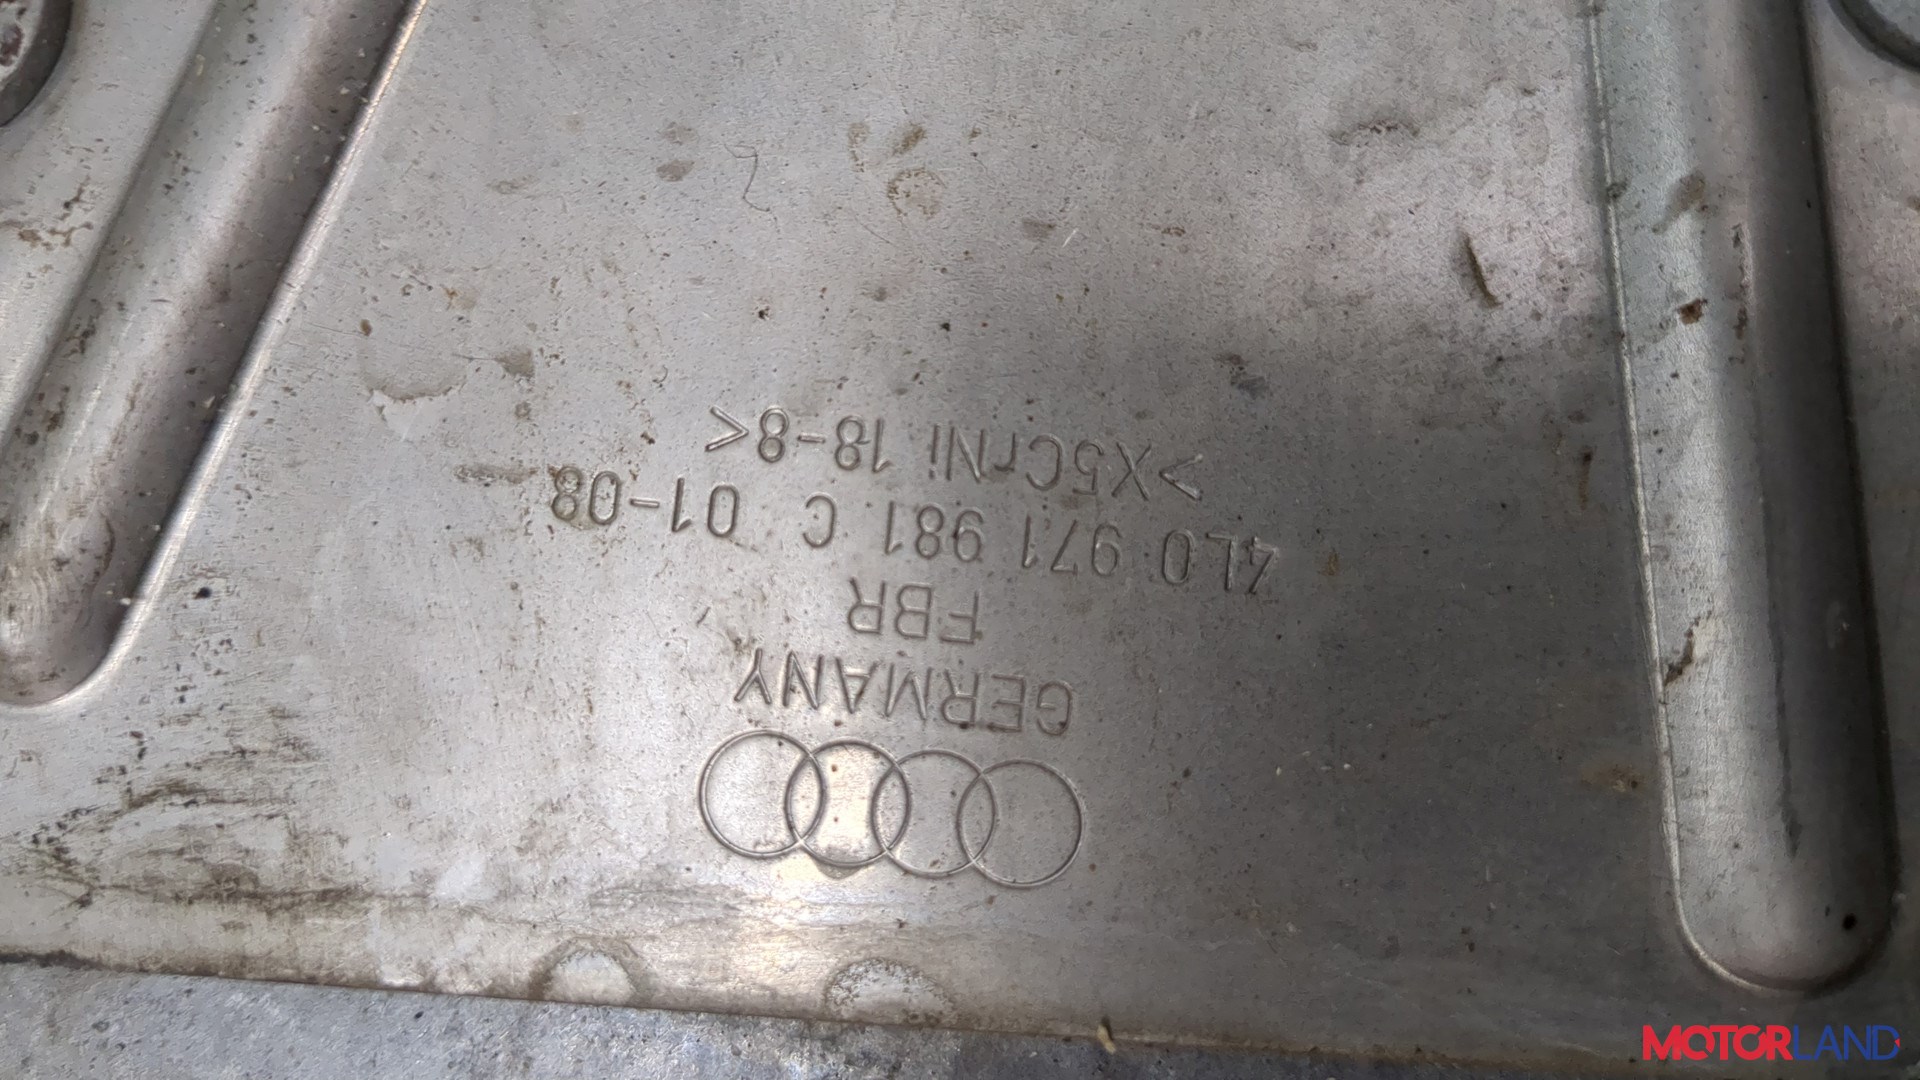 GERMANY
FBR
4L0 971 981 C 01-08
>X5CrNi 18-8<
MOTORLAND